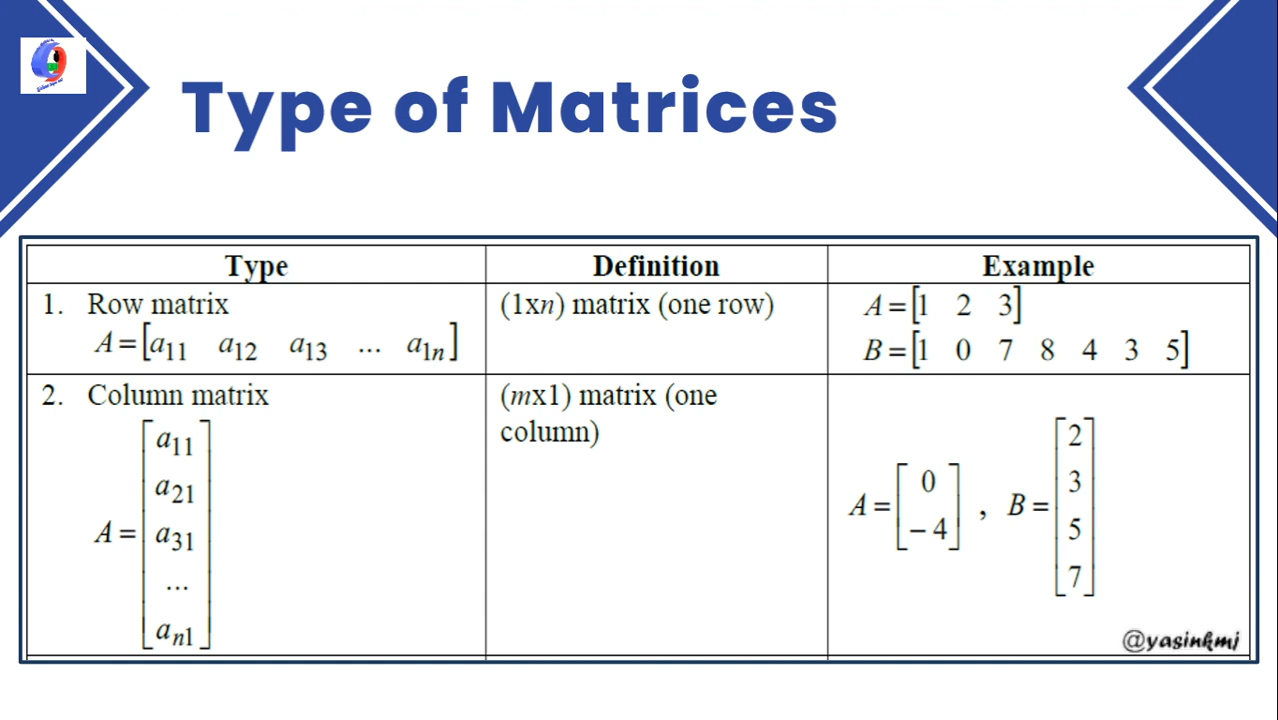 Type of Matrices
Type Definition Example
1. Row matrix
A = [a11 a12 a13 ... a1n]
(1xn) matrix (one row)
A = [1 2 3]
B = [1 0 7 8 4 3 5]
2. Column matrix
A = [a11
a21
a31
...
an1]
(mx1) matrix (one
column)
A = [0
− 4] , B = [2
3
5
7]
@yasinkmj